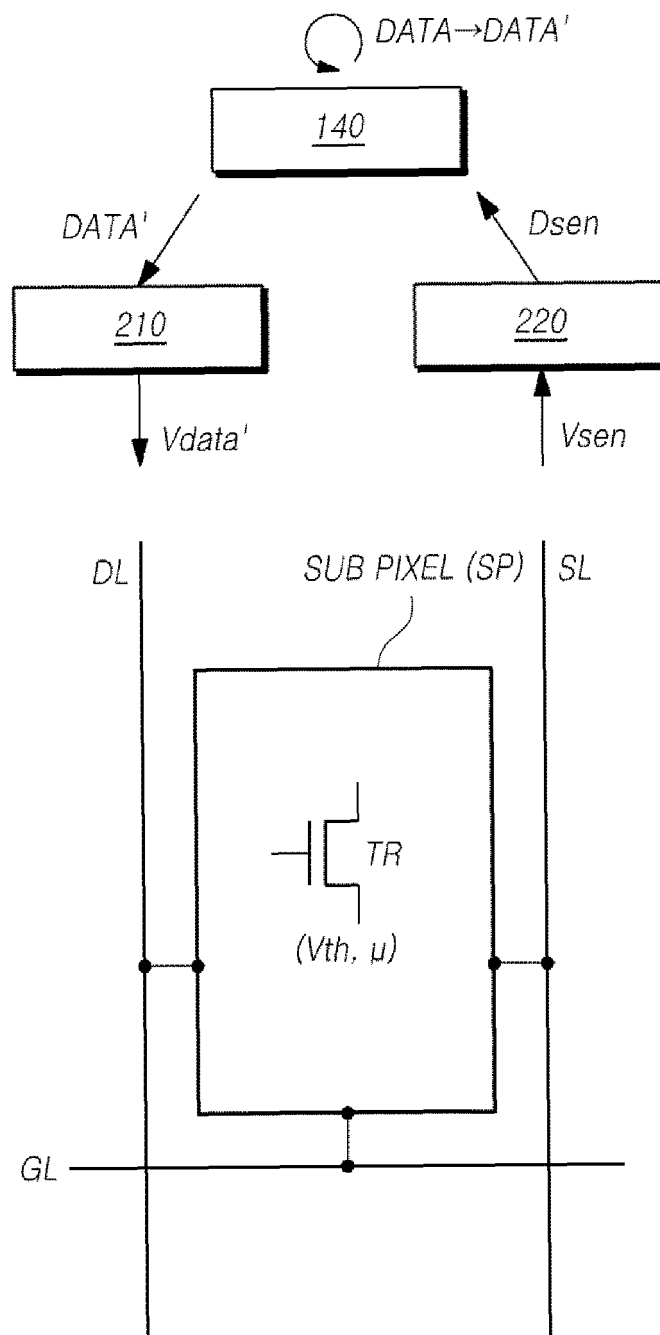 DATA→DATA'
140
DATA'
Dsen
210
220
Vdata'
Vsen
DL
SUB PIXEL (SP)
SL
TR
(Vth, μ)
GL